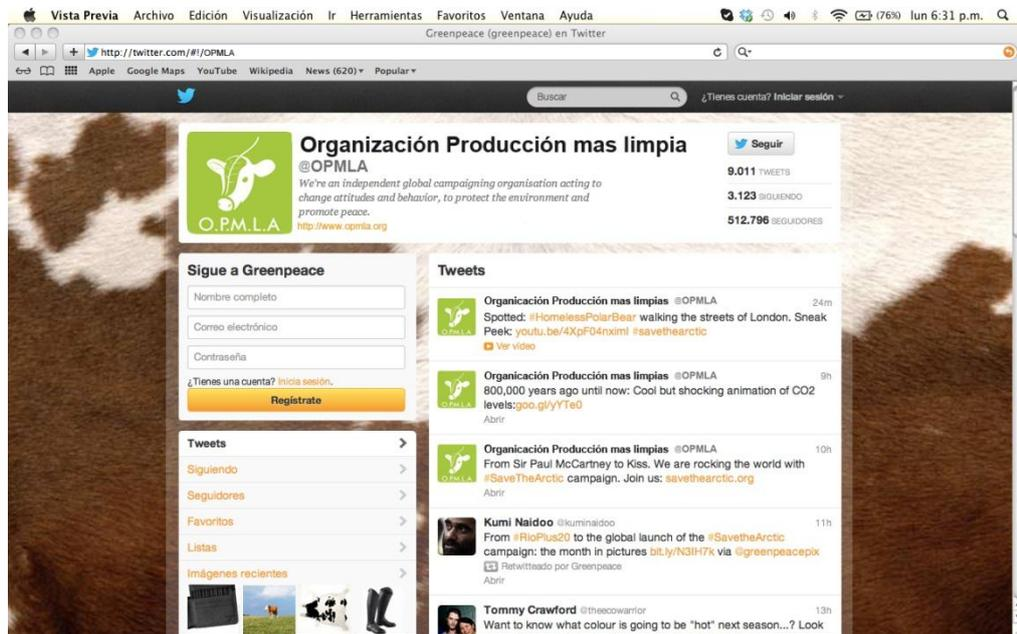 Vista Previa Archivo Edición Visualización Ir Herramientas Favoritos Ventana Ayuda (76%) lun 6:31 p.m.
Greenpeace (greenpeace) en Twitter
http://twitter.com/#!/OPMLA
Apple Google Maps YouTube Wikipedia News (620) Popular
Buscar ¿Tienes cuenta? Iniciar sesión
O.P.M.L.A
Organización Producción mas limpia
@OPMLA
We're an independent global campaigning organisation acting to
change attitudes and behavior, to protect the environment and
promote peace.
http://www.opmla.org
Seguir
9.011 TWEETS
3.123 SIGUIENDO
512.796 SEGUIDORES
Sigue a Greenpeace
Nombre completo
Correo electrónico
Contraseña
¿Tienes una cuenta? Inicia sesión.
Regístrate
Tweets
Siguiendo
Seguidores
Favoritos
Listas
Imágenes recientes
Tweets
O.P.M.L.A
Organicación Producción mas limpias @OPMLA 24m
Spotted: #HomelessPolarBear walking the streets of London. Sneak
Peek: youtu.be/4XpF04nximI #savethearctic
Ver vídeo
O.P.M.L.A
Organicación Producción mas limpias @OPMLA 9h
800,000 years ago until now: Cool but shocking animation of CO2
levels:goo.gl/yYTe0
Abrir
O.P.M.L.A
Organicación Producción mas limpias @OPMLA 10h
From Sir Paul McCartney to Kiss. We are rocking the world with
#SaveTheArctic campaign. Join us: savethearctic.org
Abrir
Kumi Naidoo @kuminaidoo 11h
From #RioPlus20 to the global launch of the #SavetheArctic
campaign: the month in pictures bit.ly/N3IH7k via @greenpeacepix
Retwitteado por Greenpeace
Abrir
Tommy Crawford @theecowarrior 13h
Want to know what colour is going to be "hot" next season...? Look